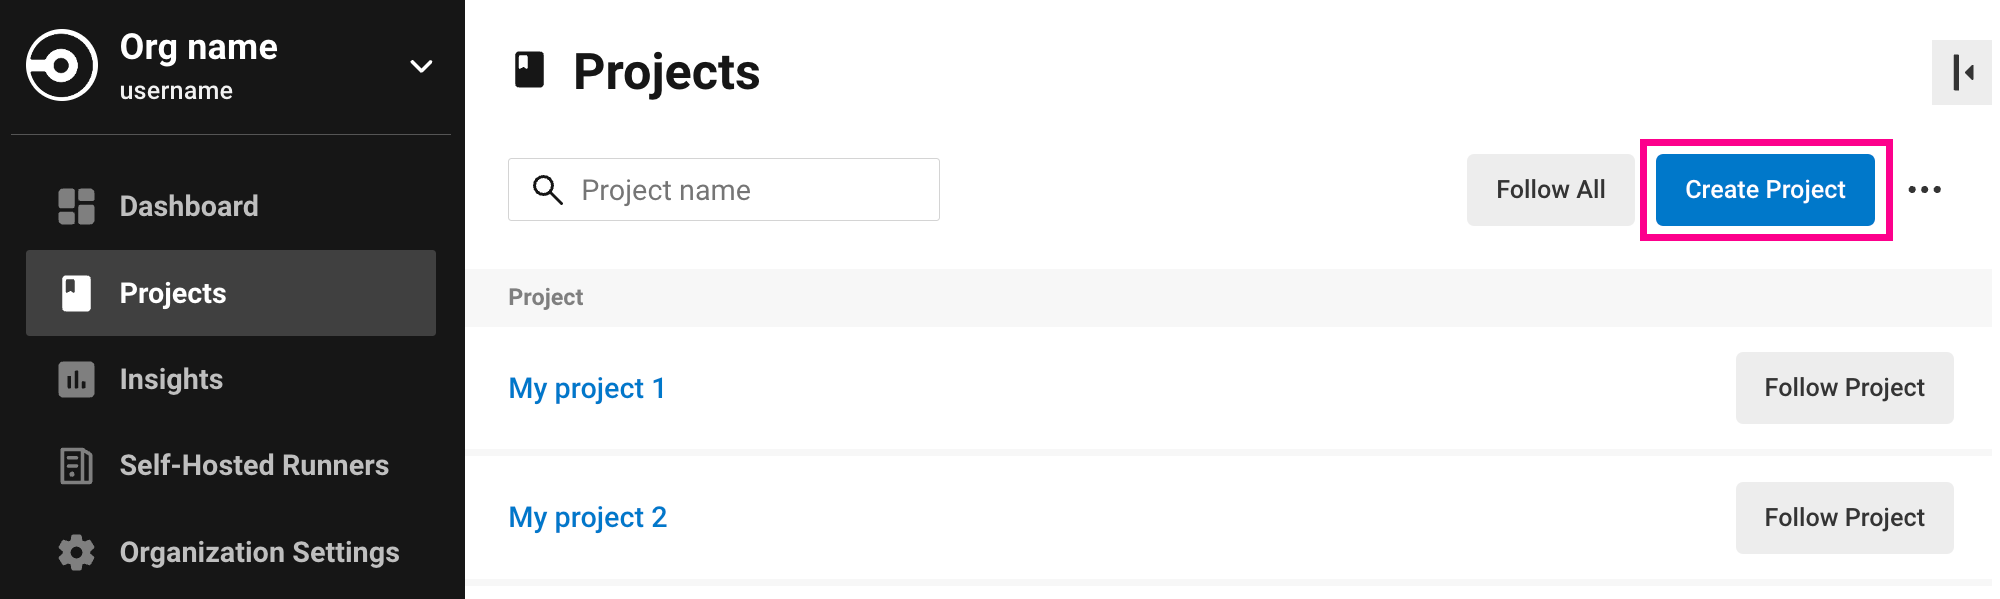 Org name
username
Dashboard
Projects
Insights
Self-Hosted Runners
Organization Settings
Projects
Project name
Follow All
Create Project
Project
My project 1
Follow Project
My project 2
Follow Project